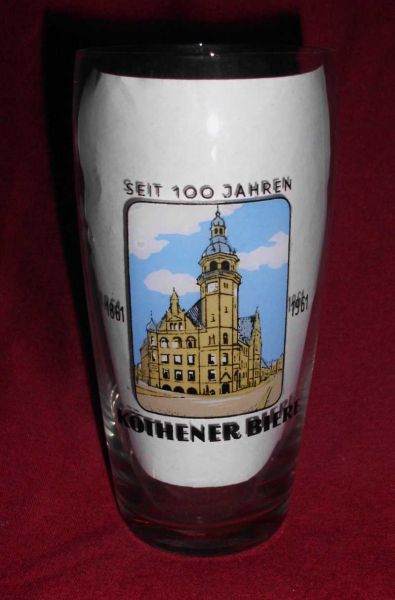 SEIT 100 JAHREN
1861 1961
KÖTHENER BIERE